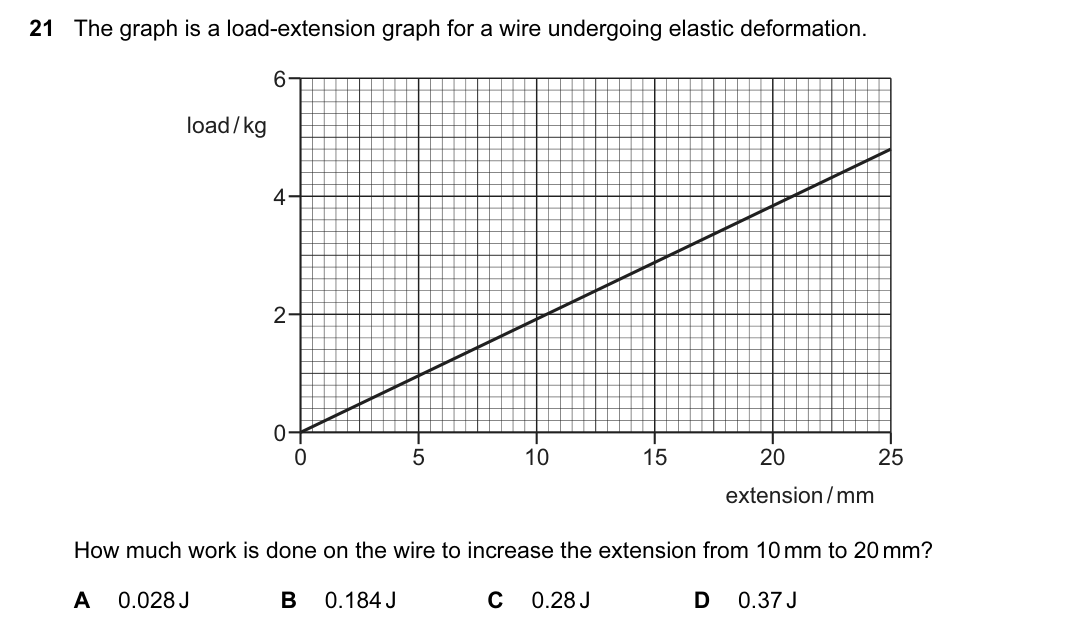 21 The graph is a load-extension graph for a wire undergoing elastic deformation.
6
load/kg
4
2
0
0 5 10 15 20 25
extension/mm
How much work is done on the wire to increase the extension from 10 mm to 20 mm?
A 0.028 J B 0.184 J C 0.28 J D 0.37 J